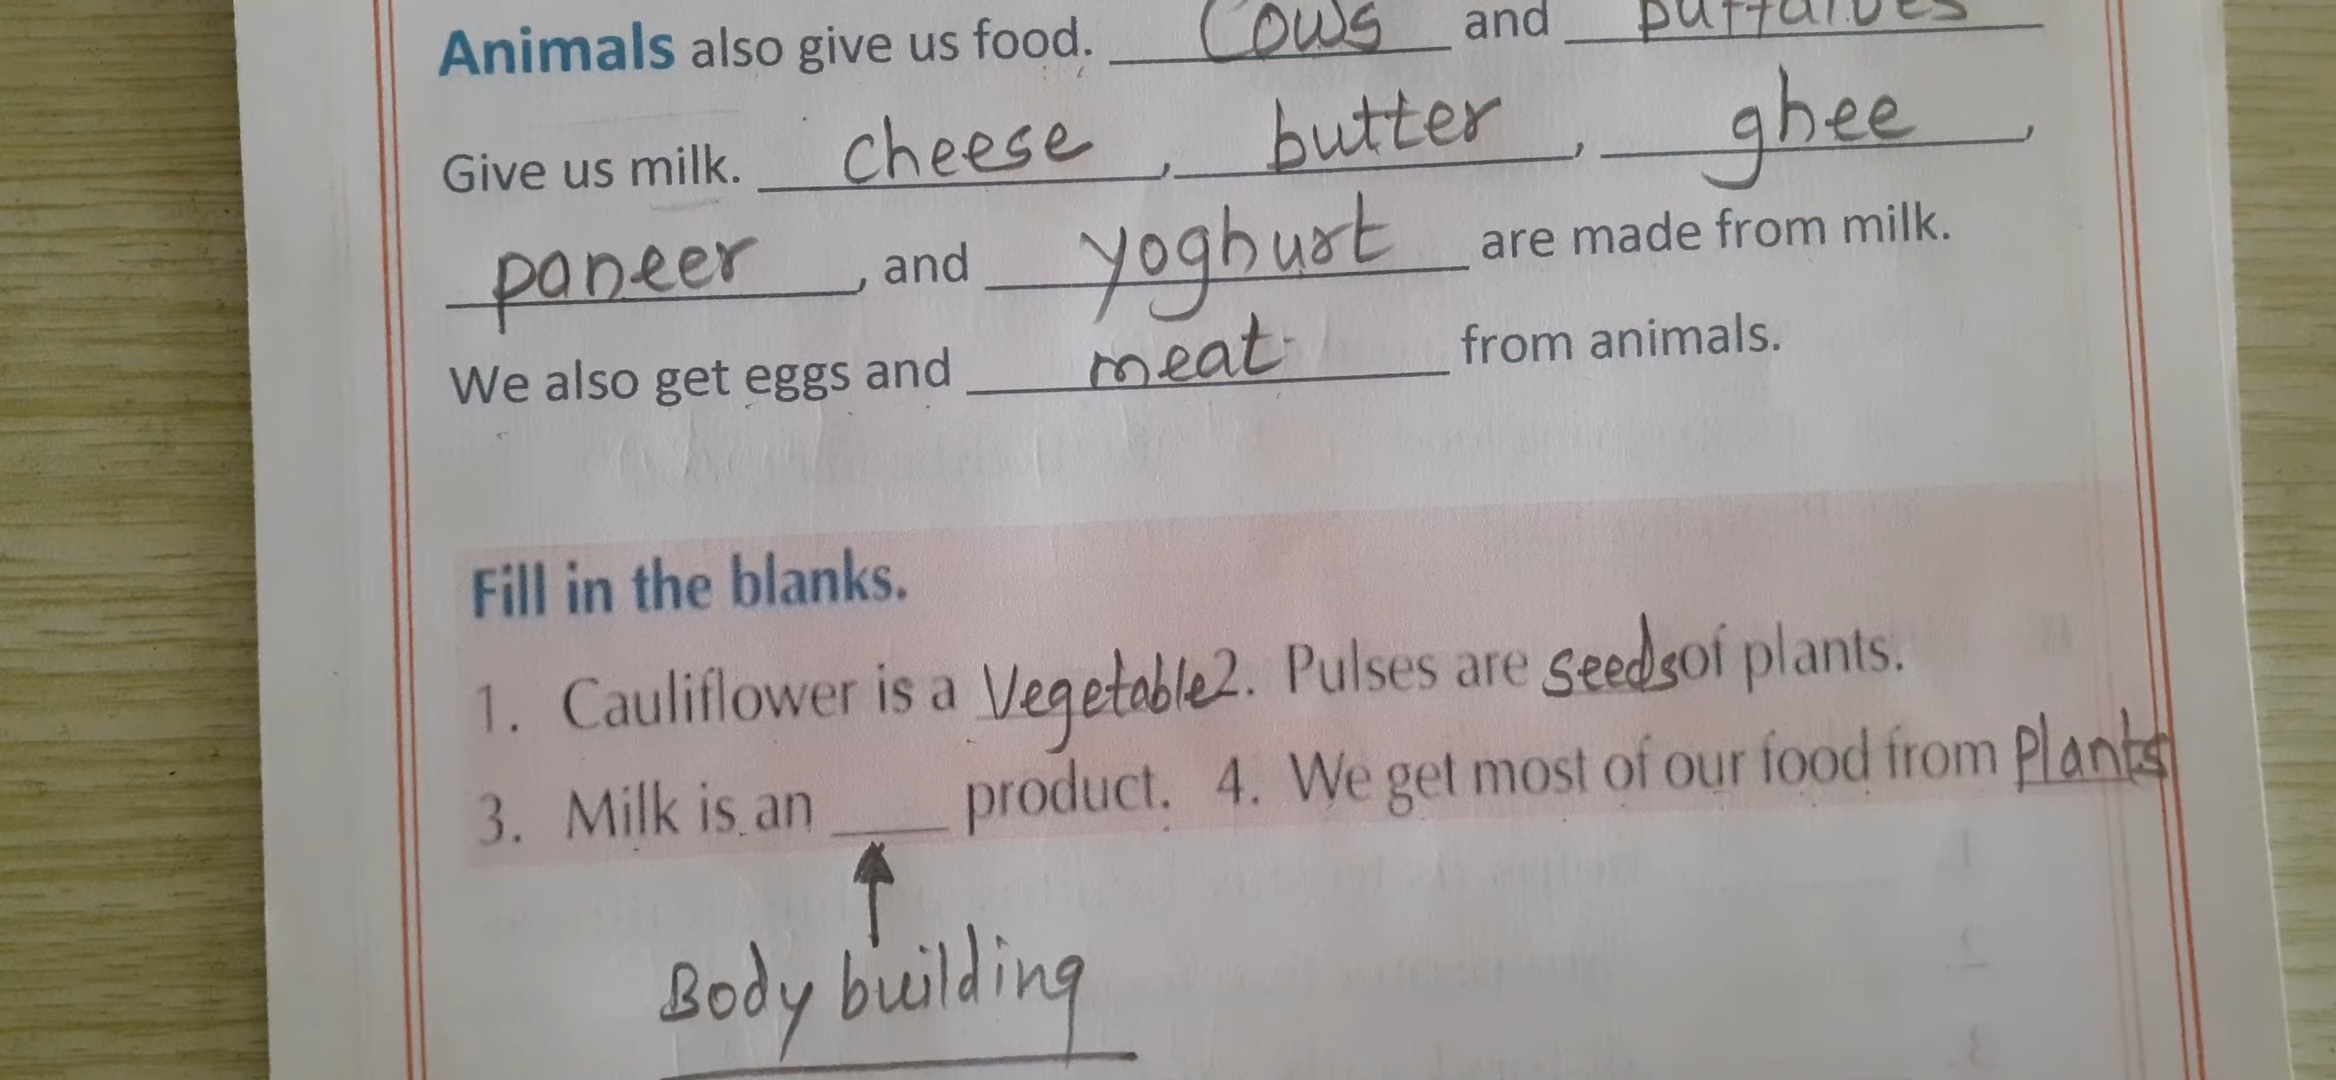 Animals also give us food. Cows and buffaloes
Give us milk. cheese, butter, ghee,
paneer, and yoghurt are made from milk.
We also get eggs and meat from animals.
Fill in the blanks.
1. Cauliflower is a Vegetable 2. Pulses are seeds of plants.
3. Milk is an ____ product. 4. We get most of our food from Plants
Body building